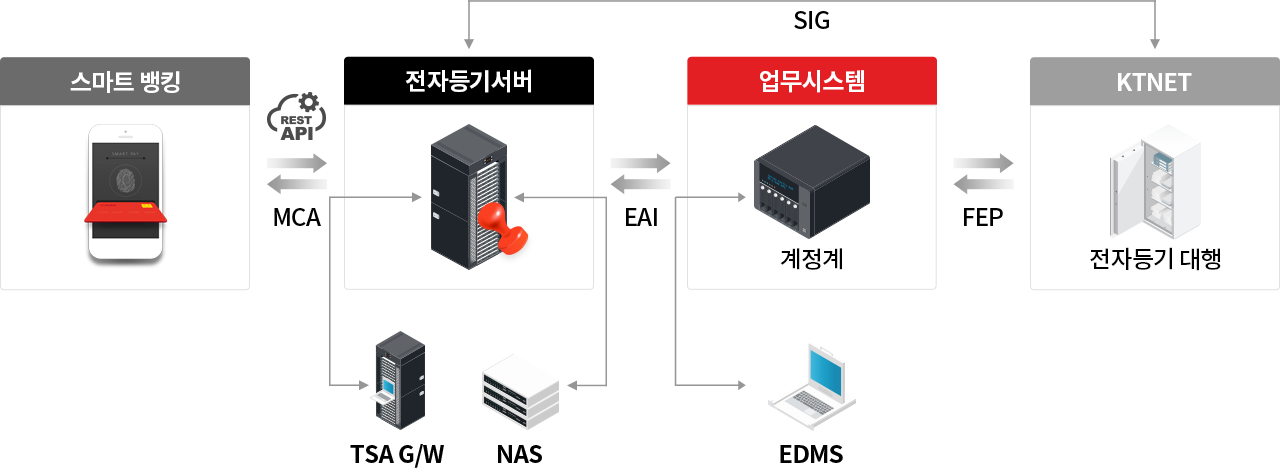 SIG
스마트 뱅킹
전자등기서버
업무시스템
KTNET
REST
API
SMART PAY
MCA
EAI
FEP
계정계
전자등기 대행
TSA G/W
NAS
EDMS